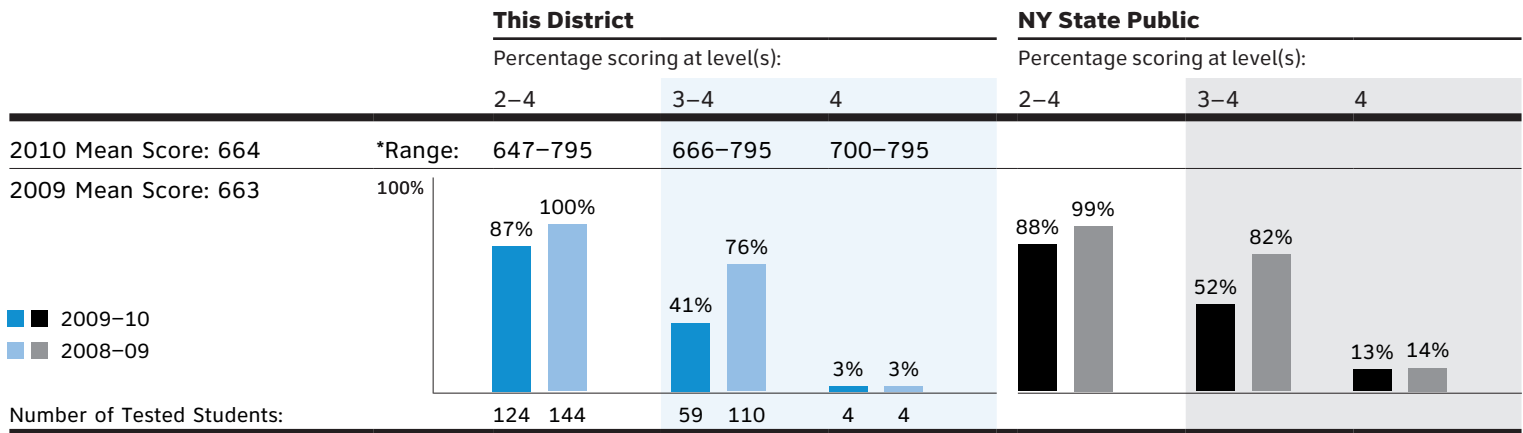 This District NY State Public
Percentage scoring at level(s): Percentage scoring at level(s):
2–4 3–4 4 2–4 3–4 4
2010 Mean Score: 664 *Range: 647–795 666–795 700–795
2009 Mean Score: 663 100%
87% 100% 41% 76% 3% 3% 88% 99% 52% 82% 13% 14%
2009–10
2008–09
Number of Tested Students: 124 144 59 110 4 4